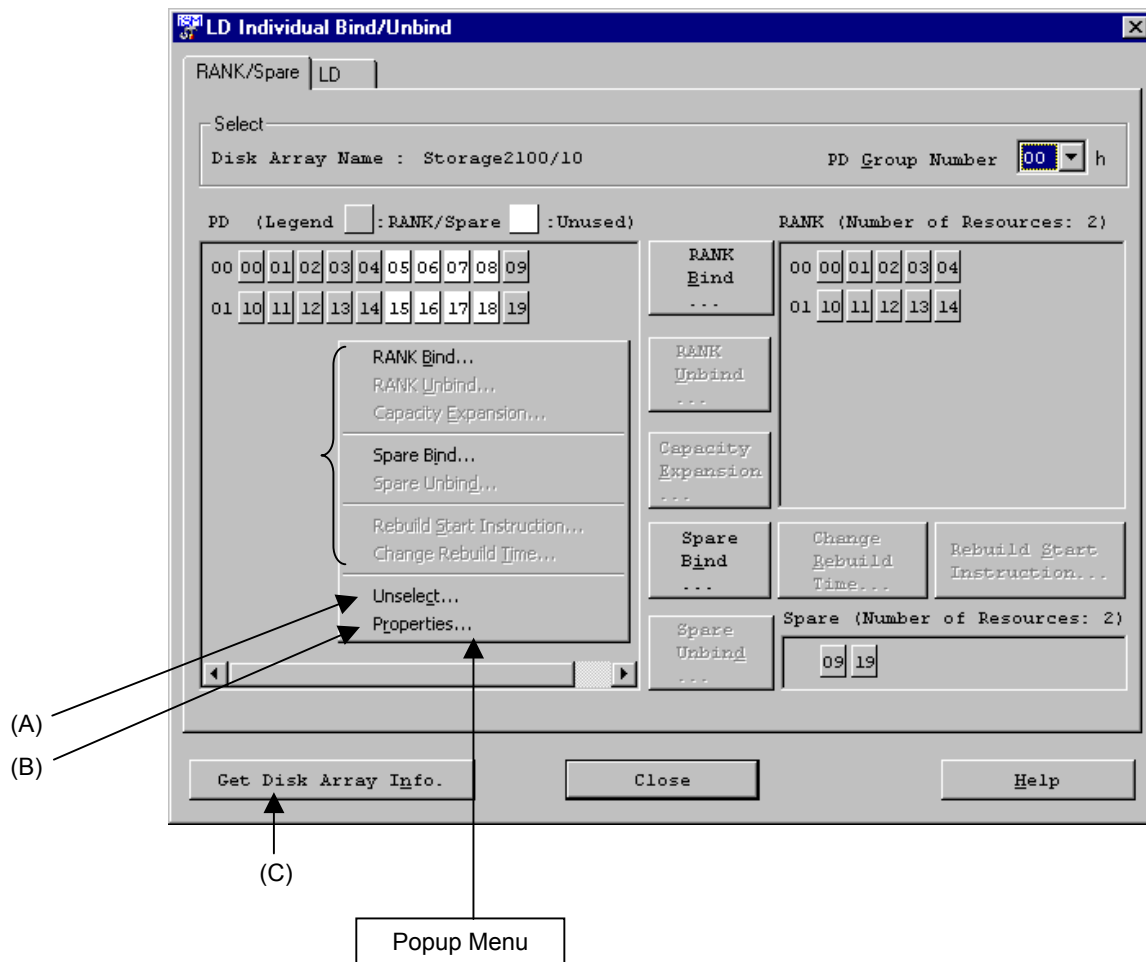 LD Individual Bind/Unbind
RANK/Spare LD
Select
Disk Array Name : Storage2100/10 PD Group Number 00 h
PD (Legend :RANK/Spare :Unused) RANK (Number of Resources: 2)
00 00 01 02 03 04 05 06 07 08 09
01 10 11 12 13 14 15 16 17 18 19
RANK Bind...
RANK Unbind...
Capacity Expansion...
Spare Bind...
Spare Unbind...
Rebuild Start Instruction...
Change Rebuild Time...
Unselect...
Properties...
RANK
Bind
...
RANK
Unbind
...
Capacity
Expansion
...
Spare
Bind
...
Spare
Unbind
...
00 00 01 02 03 04
01 10 11 12 13 14
Change
Rebuild
Time...
Rebuild Start
Instruction...
Spare (Number of Resources: 2)
09 19
(A)
(B)
Get Disk Array Info. Close Help
(C)
Popup Menu